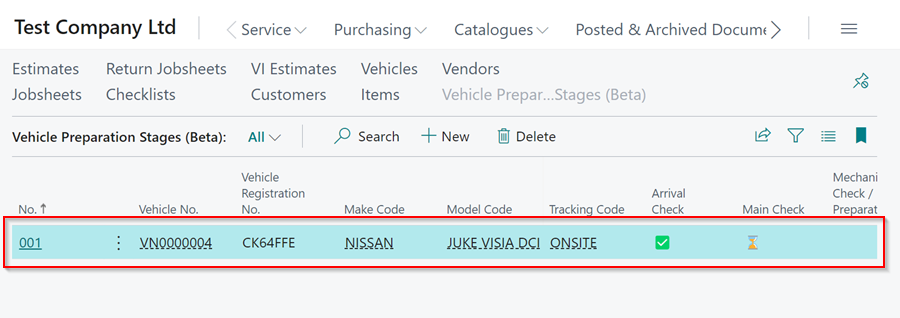 Test Company Ltd Service Purchasing Catalogues Posted & Archived Docume
Estimates Return Jobsheets VI Estimates Vehicles Vendors
Jobsheets Checklists Customers Items Vehicle Prepar...Stages (Beta)
Vehicle Preparation Stages (Beta): All Search New Delete
No. ↑ Vehicle No. Vehicle Registration No. Make Code Model Code Tracking Code Arrival Check Main Check Mechani Check / Preparat
001 VN0000004 CK64FFE NISSAN JUKE VISIA DCI ONSITE